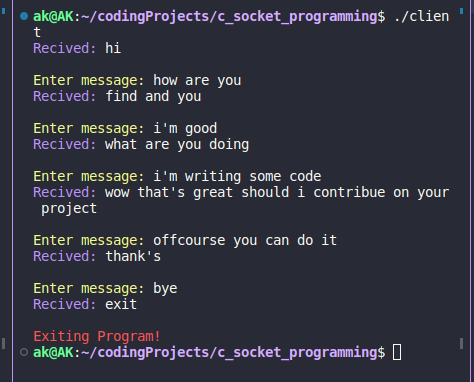 ak@AK:~/codingProjects/c_socket_programming$ ./clien
t
Recived: hi
Enter message: how are you
Recived: find and you
Enter message: i'm good
Recived: what are you doing
Enter message: i'm writing some code
Recived: wow that's great should i contribue on your
project
Enter message: offcourse you can do it
Recived: thank's
Enter message: bye
Recived: exit
Exiting Program!
ak@AK:~/codingProjects/c_socket_programming$